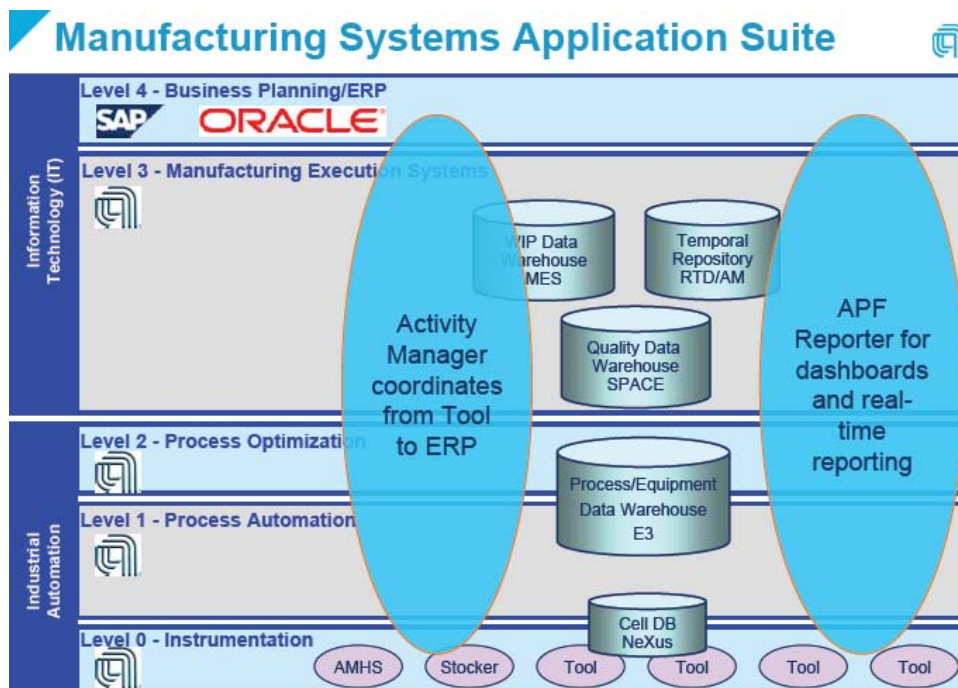 Manufacturing Systems Application Suite
Level 4 - Business Planning/ERP
SAP ORACLE
Information
Technology (IT)
Level 3 - Manufacturing Execution Systems
WIP Data
Warehouse
MES
Temporal
Repository
RTD/AM
Quality Data
Warehouse
SPACE
Activity
Manager
coordinates
from Tool
to ERP
APF
Reporter for
dashboards
and real-
time
reporting
Industrial
Automation
Level 2 - Process Optimization
Process/Equipment
Data Warehouse
E3
Level 1 - Process Automation
Cell DB
NeXus
Level 0 - Instrumentation
AMHS
Stocker
Tool
Tool
Tool
Tool